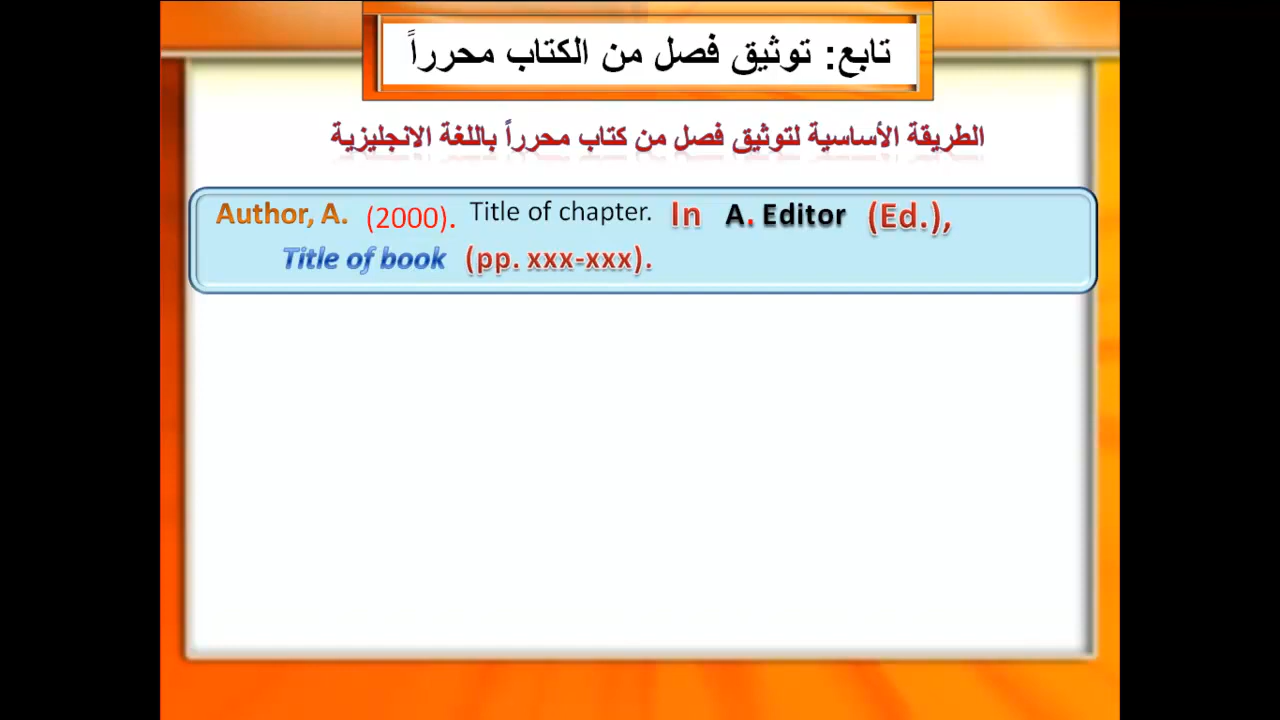 تابع: توثيق فصل من الكتاب محرراً
الطريقة الأساسية لتوثيق فصل من كتاب محرراً باللغة الانجليزية
Author, A. (2000). Title of chapter. In A. Editor (Ed.),
Title of book (pp. xxx-xxx).